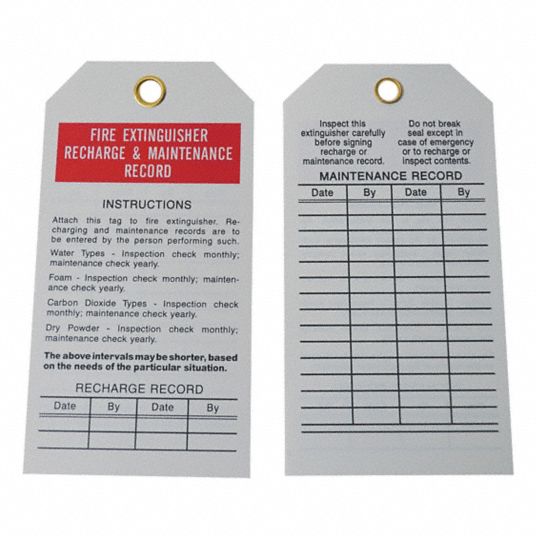 FIRE EXTINGUISHER
RECHARGE & MAINTENANCE
RECORD
INSTRUCTIONS
Attach this tag to fire extinguisher. Re-
charging and maintenance records are to
be entered by the person performing such.
Water Types - Inspection check monthly;
maintenance check yearly.
Foam - Inspection check monthly; mainten-
ance check yearly.
Carbon Dioxide Types - Inspection check
monthly; maintenance check yearly.
Dry Powder - Inspection check monthly;
maintenance check yearly.
The above intervals may be shorter, based
on the needs of the particular situation.
RECHARGE RECORD
Date By Date By
Inspect this
extinguisher carefully
before signing
recharge or
maintenance record.
Do not break
seal except in
case of emergency
or to recharge or
inspect contents.
MAINTENANCE RECORD
Date By Date By